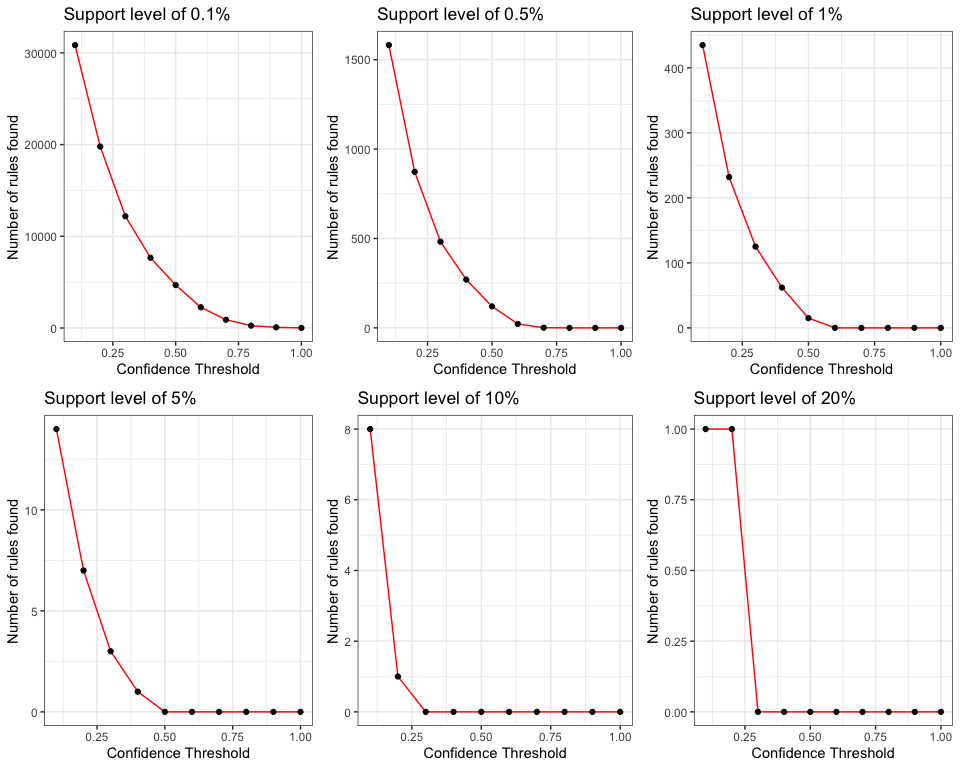 Support level of 0.1%
Number of rules found
30000
20000
10000
0
0.25 0.50 0.75 1.00
Confidence Threshold
Support level of 0.5%
Number of rules found
1500
1000
500
0
0.25 0.50 0.75 1.00
Confidence Threshold
Support level of 1%
Number of rules found
400
300
200
100
0
0.25 0.50 0.75 1.00
Confidence Threshold
Support level of 5%
Number of rules found
10
5
0
0.25 0.50 0.75 1.00
Confidence Threshold
Support level of 10%
Number of rules found
8
6
4
2
0
0.25 0.50 0.75 1.00
Confidence Threshold
Support level of 20%
Number of rules found
1.00
0.75
0.50
0.25
0.00
0.25 0.50 0.75 1.00
Confidence Threshold